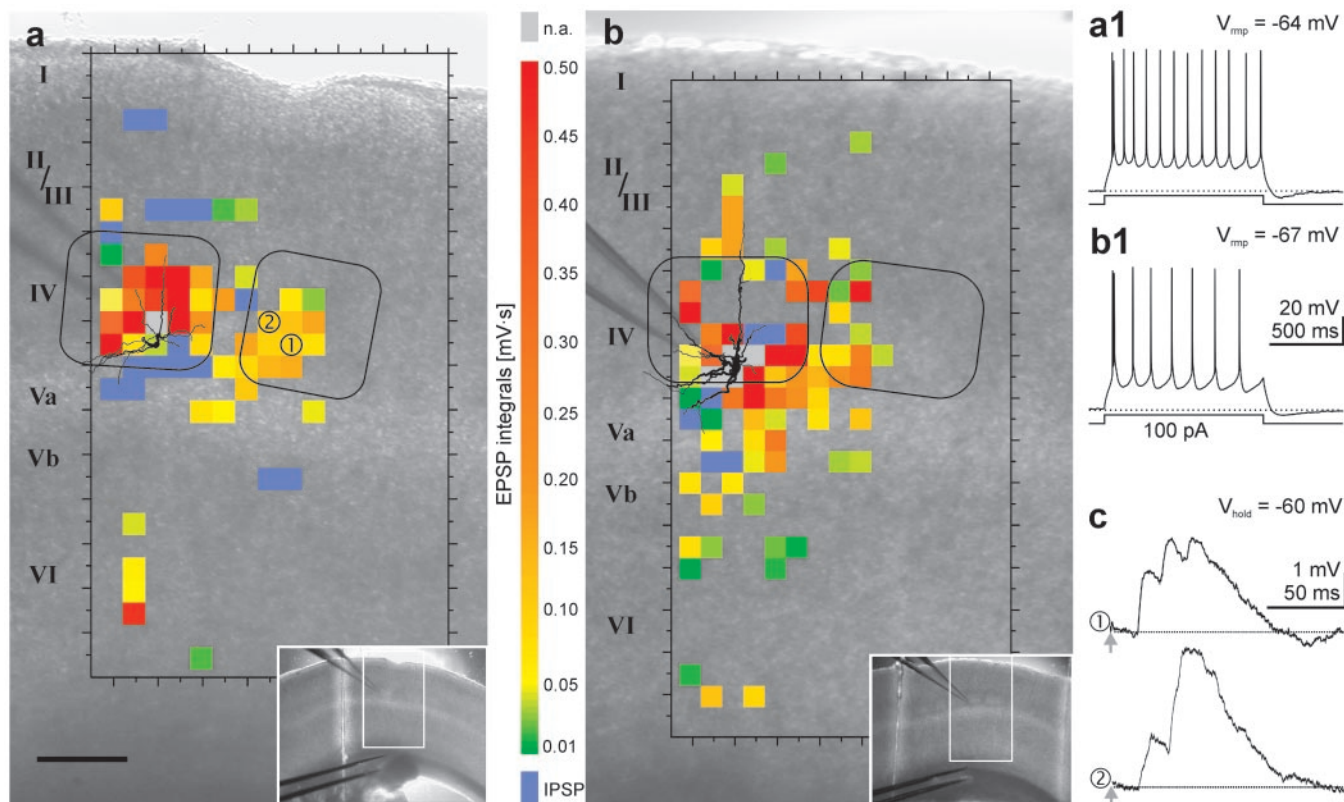 a
I
II/III
IV
Va
Vb
VI
②
①
n.a.
0.50
0.45
0.40
0.35
0.30
0.25
0.20
0.15
0.10
0.05
0.01
IPSP
EPSP integrals [mV·s]
b
I
II/III
IV
Va
Vb
VI
a1
Vrmp = -64 mV
b1
Vrmp = -67 mV
20 mV
500 ms
100 pA
c
Vhold = -60 mV
1 mV
50 ms
①
②